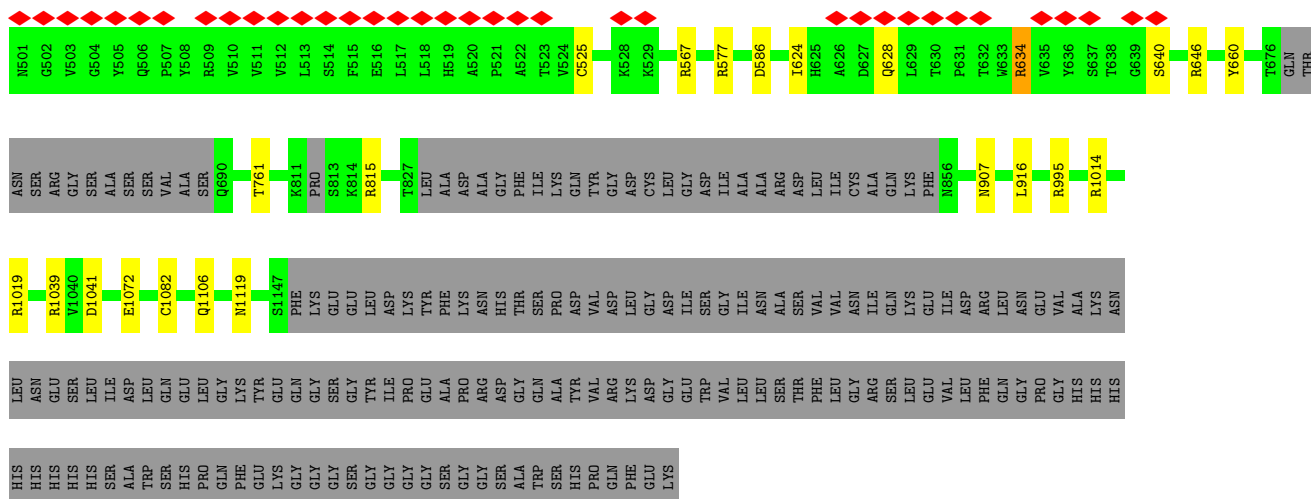 N501 G502 V503 G504 Y505 Q506 P507 Y508 R509 V510 V511 V512 L513 S514 F515 E516 L517 L518 H519 A520 P521 A522 T523 V524 C525 K528 K529 R567 R577 D586 I624 H625 A626 D627 Q628 L629 T630 P631 T632 W633 R634 V635 Y636 S637 T638 G639 S640 R646 Y660 T676 GLN THR
ASN SER ARG GLY SER ALA SER SER VAL ALA SER Q690 T761 K811 PRO S813 K814 R815 T827 LEU ALA ASP ALA GLY PHE ILE LYS GLN TYR GLY ASP CYS LEU GLY ASP ILE ALA ALA ARG ASP LEU ILE CYS ALA GLN LYS PHE N856 N907 L916 R995 R1014
R1019 R1039 V1040 D1041 E1072 C1082 Q1106 N1119 S1147 PHE LYS GLU GLU LEU ASP LYS TYR PHE LYS ASN HIS THR SER PRO ASP VAL ASP LEU GLY ASP ILE SER GLY ILE ASN ALA SER VAL VAL ASN ILE GLN LYS GLU ILE ASP ARG LEU ASN GLU VAL ALA LYS ASN
LEU ASN GLU SER LEU ILE ASP LEU GLN GLU LEU GLY LYS TYR GLU GLN GLY SER GLY TYR ILE PRO GLU ALA PRO ARG ASP GLY GLN ALA TYR VAL ARG LYS ASP GLY GLU TRP VAL LEU LEU SER THR PHE LEU GLY ARG SER LEU GLU VAL LEU PHE GLN GLY PRO GLY HIS HIS HIS
HIS HIS HIS HIS HIS SER ALA TRP SER HIS PRO GLN PHE GLU LYS GLY GLY GLY SER GLY GLY GLY GLY SER GLY GLY SER ALA TRP SER HIS PRO GLN PHE GLU LYS